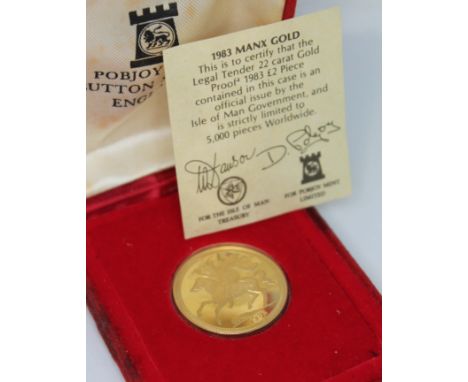 POBJOY
SUTTON
ENG
1983 MANX GOLD
This is to certify that the
Legal Tender 22 carat Gold
Proof 1983 £2 Piece
contained in this case is an
official issue by the
Isle of Man Government, and
is strictly limited to
5,000 pieces Worldwide.
D. Pobjoy
FOR THE ISLE OF MAN
TREASURY
FOR POBJOY MINT
LIMITED